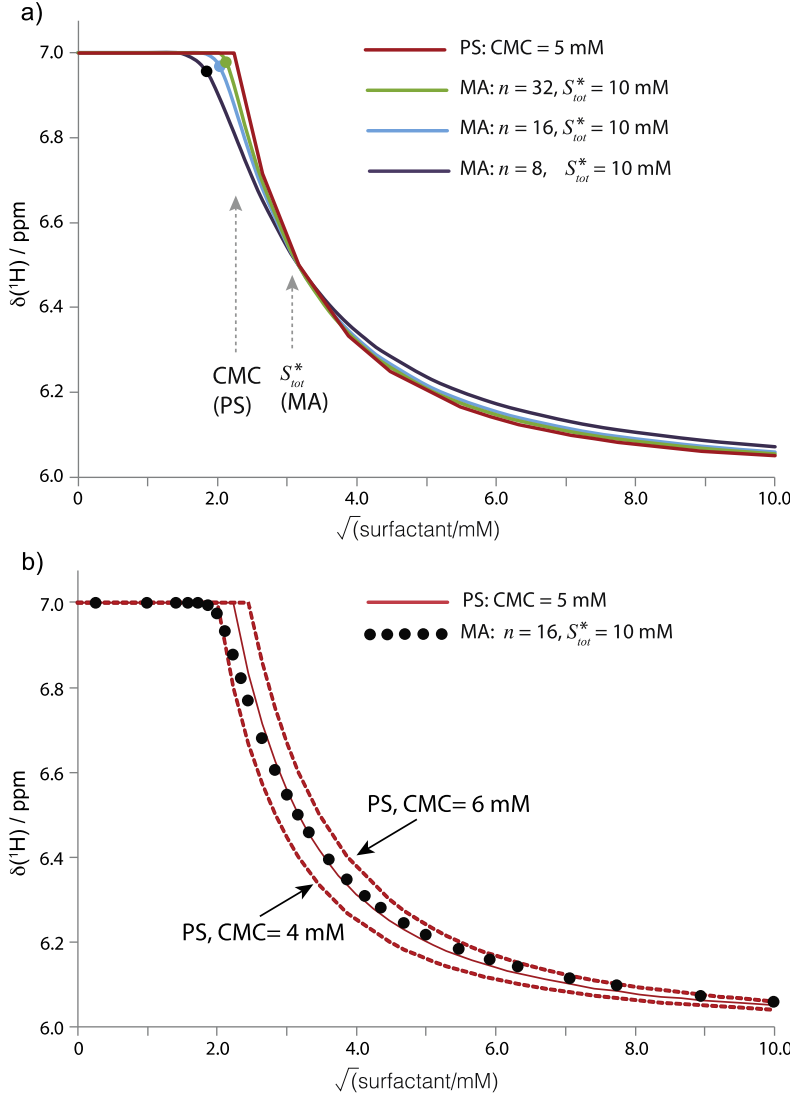 a)
7.0
6.8
6.6
6.4
6.2
6.0
δ(¹H) / ppm
PS: CMC = 5 mM
MA: n = 32, S*tot = 10 mM
MA: n = 16, S*tot = 10 mM
MA: n = 8, S*tot = 10 mM
CMC
(PS)
S*tot
(MA)
0 2.0 4.0 6.0 8.0 10.0
√(surfactant/mM)
b)
7.0
6.8
6.6
6.4
6.2
6.0
δ(¹H) / ppm
PS: CMC = 5 mM
MA: n = 16, S*tot = 10 mM
PS, CMC= 6 mM
PS, CMC= 4 mM
0 2.0 4.0 6.0 8.0 10.0
√(surfactant/mM)